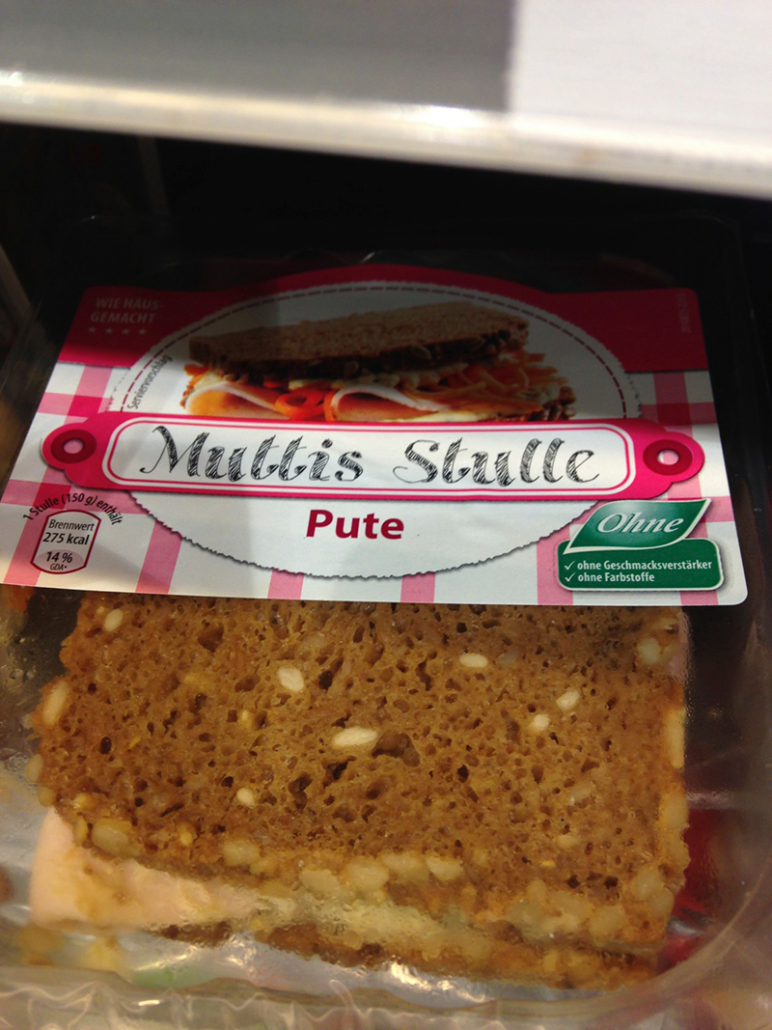 WIE HAUS-
GEMACHT
Serviervorschlag
Muttis Stulle
Pute
1 Stulle (150 g) enthält
Brennwert
275 kcal
14 %
GDA*
Ohne
✓ ohne Geschmacksverstärker
✓ ohne Farbstoffe